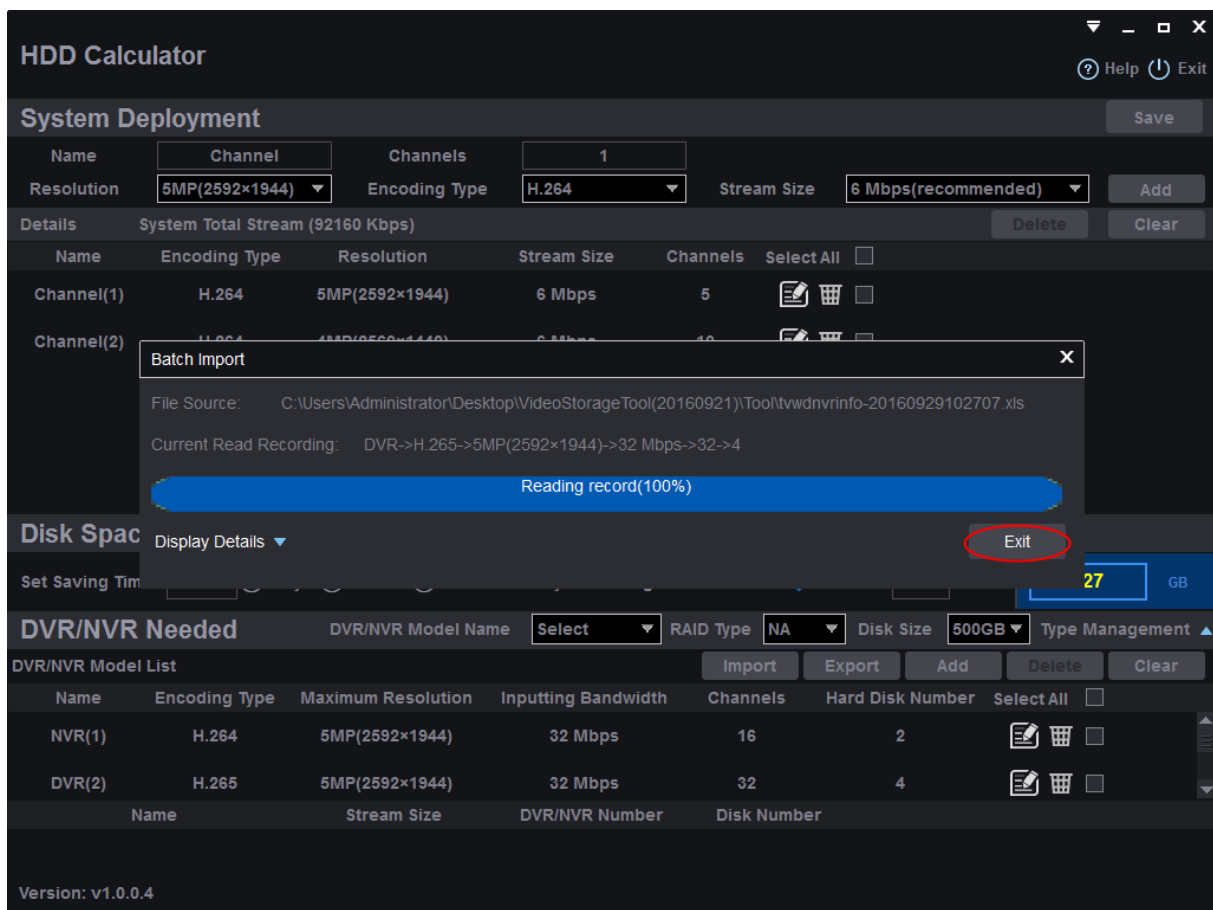 HDD Calculator
Help Exit
System Deployment Save
Name Channel Channels 1
Resolution 5MP(2592×1944) Encoding Type H.264 Stream Size 6 Mbps(recommended) Add
Details System Total Stream (92160 Kbps) Delete Clear
Name Encoding Type Resolution Stream Size Channels Select All
Channel(1) H.264 5MP(2592×1944) 6 Mbps 5
Channel(2)
Batch Import
File Source: C:\Users\Administrator\Desktop\VideoStorageTool(20160921)\Tool\tvwdnvrinfo-20160929102707.xls
Current Read Recording: DVR->H.265->5MP(2592×1944)->32 Mbps->32->4
Reading record(100%)
Disk Spac
Display Details Exit
Set Saving Tim 27 GB
DVR/NVR Needed DVR/NVR Model Name Select RAID Type NA Disk Size 500GB Type Management
DVR/NVR Model List Import Export Add Delete Clear
Name Encoding Type Maximum Resolution Inputting Bandwidth Channels Hard Disk Number Select All
NVR(1) H.264 5MP(2592×1944) 32 Mbps 16 2
DVR(2) H.265 5MP(2592×1944) 32 Mbps 32 4
Name Stream Size DVR/NVR Number Disk Number
Version: v1.0.0.4